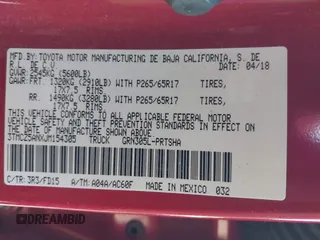 MFD.BY:TOYOTA MOTOR MANUFACTURING DE BAJA CALIFORNIA, S. DE
R.L. DE C.V. DATE: 04/18
GVWR:2545KG (5600LB)
FRT. 1320KG (2910LB) WITH P265/65R17 TIRES,
17X7.5 RIMS
RR. 1490KG (3280LB) WITH P265/65R17 TIRES,
17X7.5 RIMS
THIS VEHICLE CONFORMS TO ALL APPLICABLE
FEDERAL MOTOR VEHICLE SAFETY AND THEFT
PREVENTION STANDARDS IN EFFECT ON THE DATE
OF MANUFACTURE SHOWN ABOVE.
TRUCK GRN305L-PRTSHA
C/TR: 3R3/FD15 A/TM: A04A/AC60F MADE IN MEXICO 032